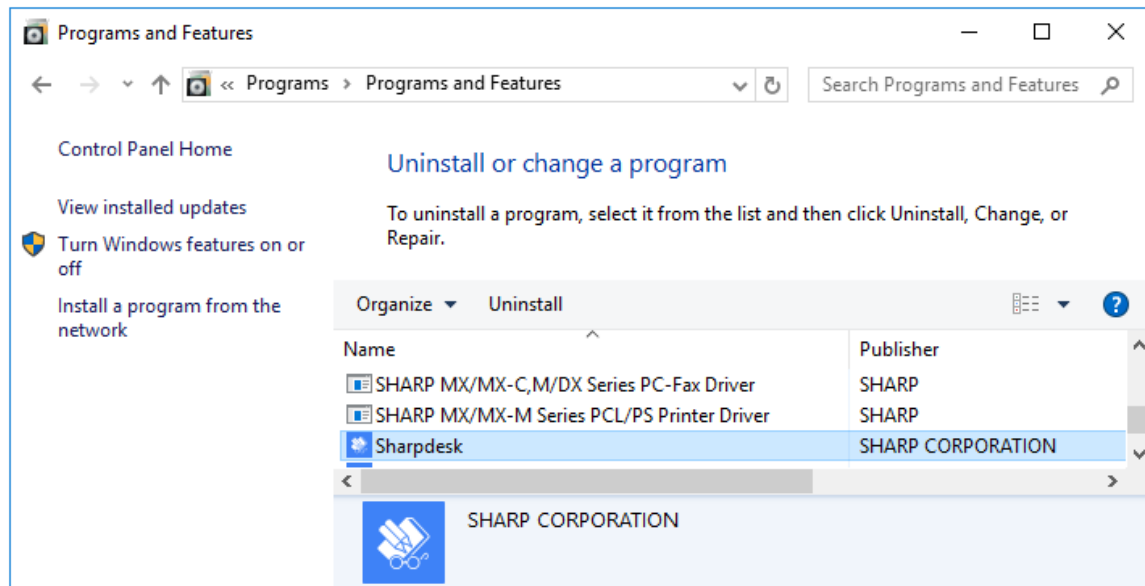 Programs and Features
« Programs > Programs and Features
Search Programs and Features
Control Panel Home
View installed updates
Turn Windows features on or
off
Install a program from the
network
Uninstall or change a program
To uninstall a program, select it from the list and then click Uninstall, Change, or
Repair.
Organize Uninstall
Name Publisher
SHARP MX/MX-C,M/DX Series PC-Fax Driver SHARP
SHARP MX/MX-M Series PCL/PS Printer Driver SHARP
Sharpdesk SHARP CORPORATION
SHARP CORPORATION